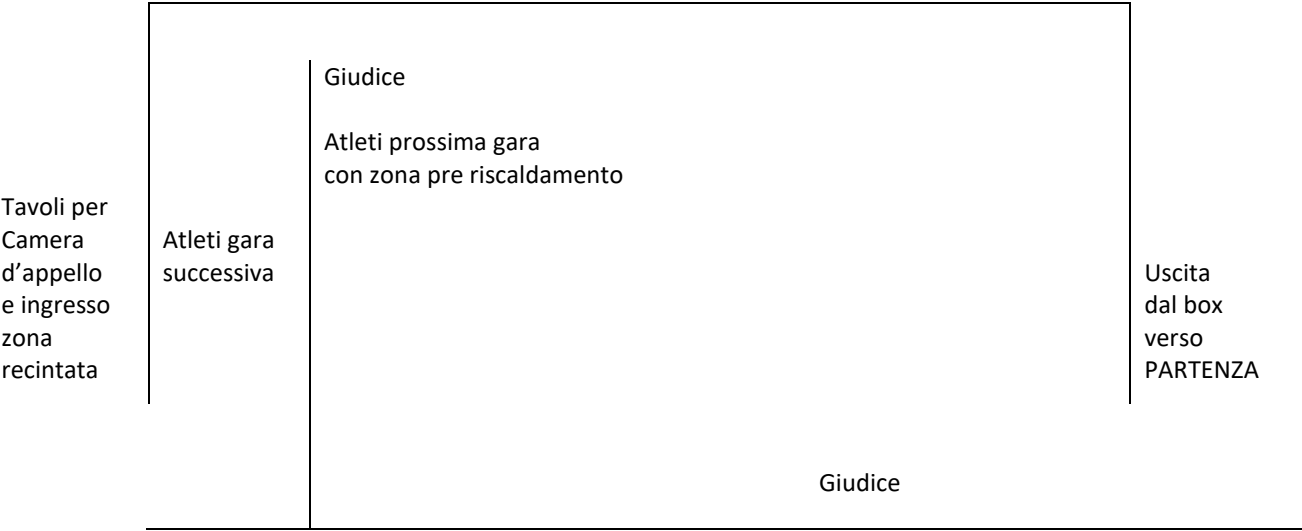 Giudice
Atleti prossima gara
con zona pre riscaldamento
Tavoli per
Camera
d’appello
e ingresso
zona
recintata
Atleti gara
successiva
Uscita
dal box
verso
PARTENZA
Giudice